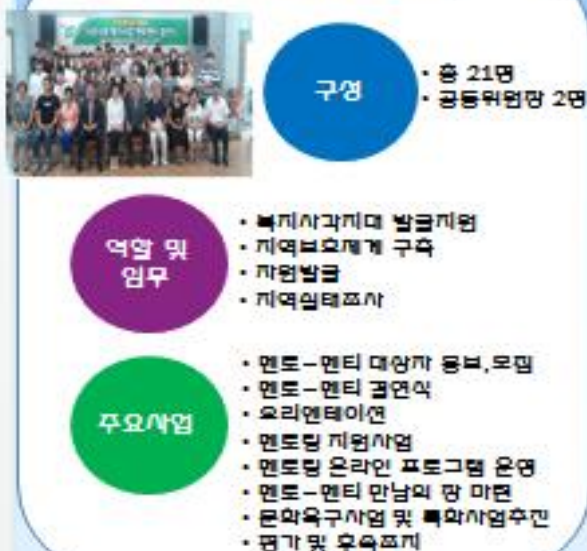 구성
• 총 21명
• 공동위원장 2명
역할 및
임무
• 복지사각지대 발굴지원
• 지역보호체계 구축
• 자원발굴
• 지역실태조사
주요사업
• 멘토-멘티 대상자 홍보,모집
• 멘토-멘티 결연식
• 오리엔테이션
• 멘토링 지원사업
• 멘토링 온라인 프로그램 운영
• 멘토-멘티 만남의 장 마련
• 문화욕구사업 및 특화사업추진
• 평가 및 후속조치